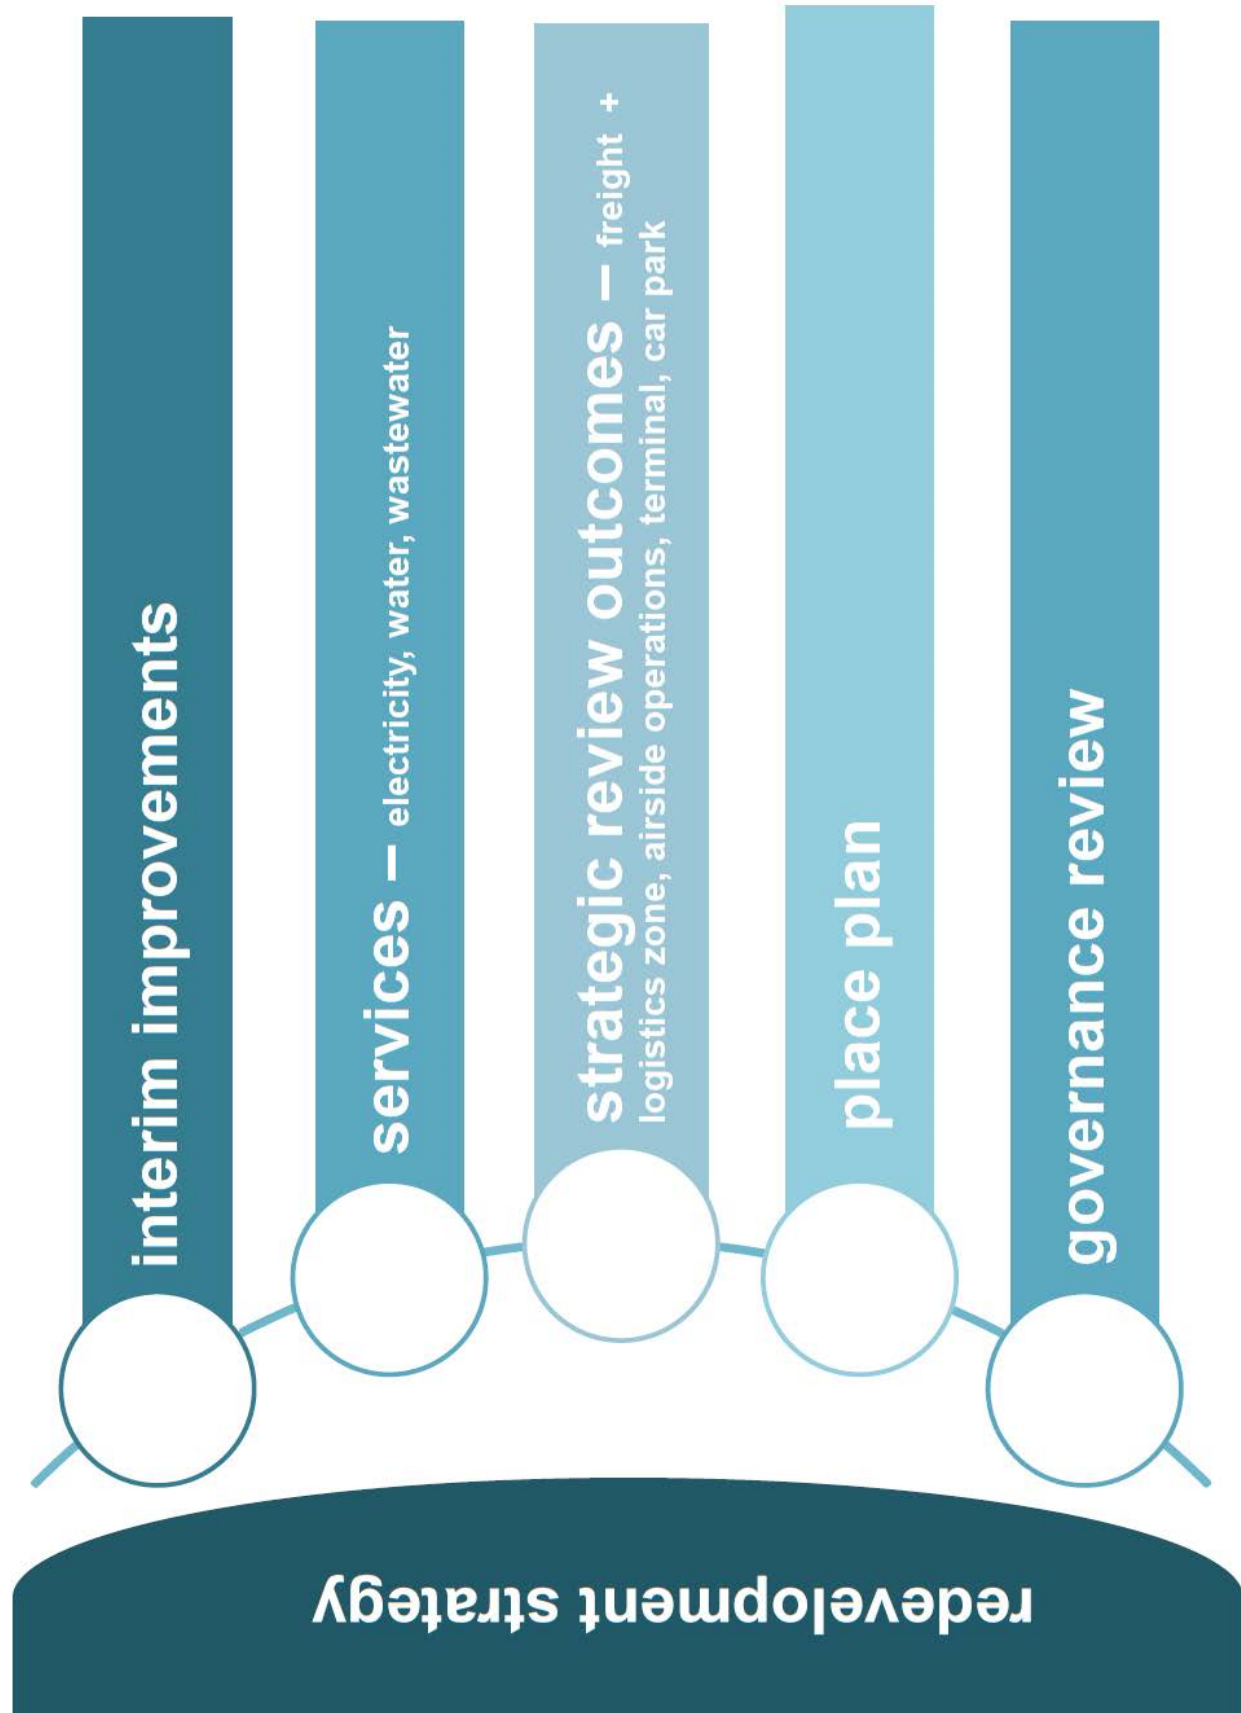 redevelopment strategy
interim improvements
services – electricity, water, wastewater
strategic review outcomes – freight +
logistics zone, airside operations, terminal, car park
place plan
governance review